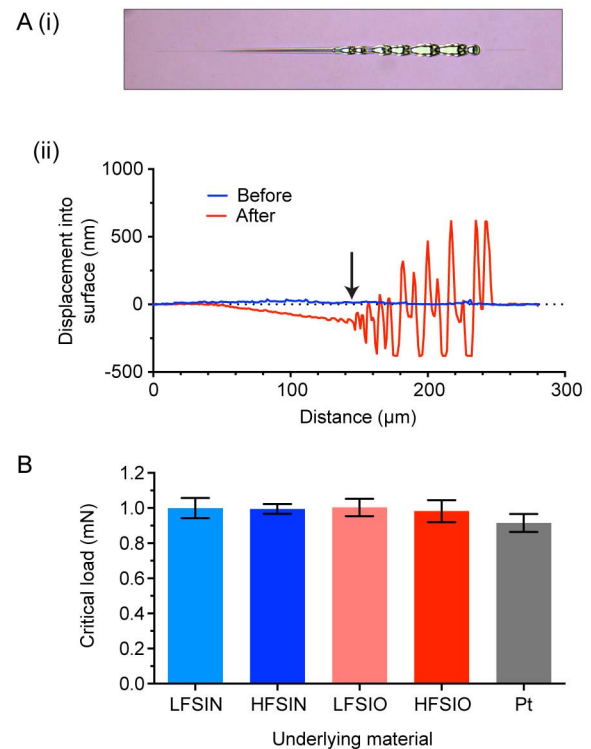 A (i)
(ii)
1000
500
0
-500
Displacement into
surface (nm)
Before
After
0
100
200
300
Distance (µm)
B
1.2
1.0
0.8
0.6
0.4
0.2
0.0
Critical load (mN)
LFSIN
HFSIN
LFSIO
HFSIO
Pt
Underlying material